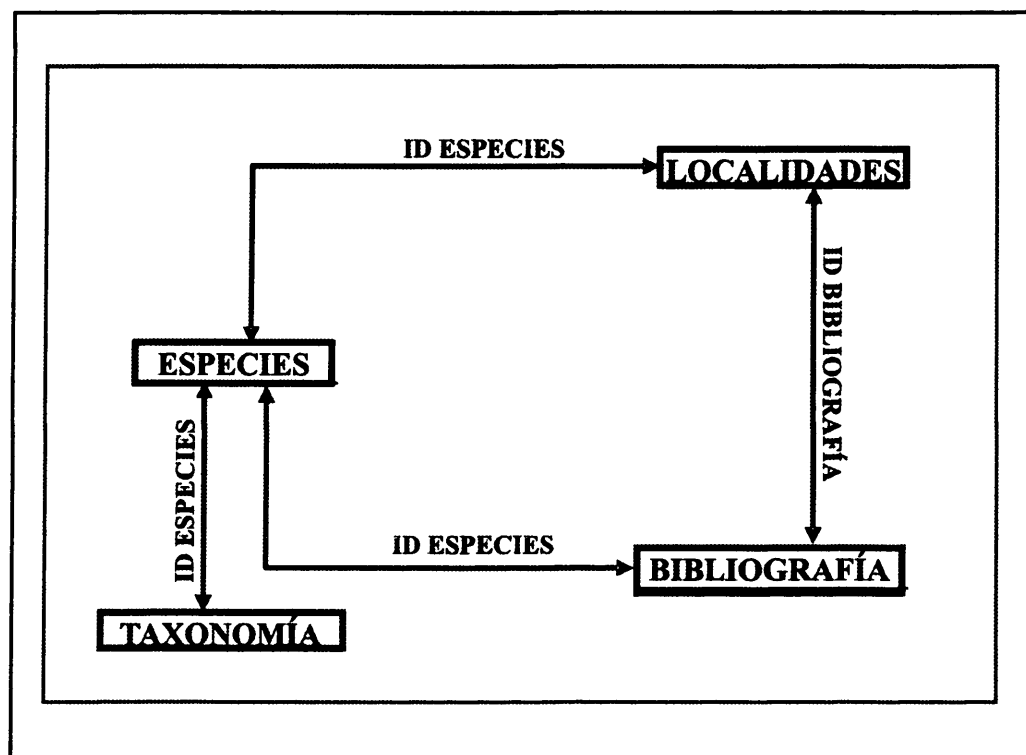 ID ESPECIES
LOCALIDADES
ID BIBLIOGRAFÍA
ESPECIES
ID ESPECIES
ID ESPECIES
BIBLIOGRAFÍA
TAXONOMÍA